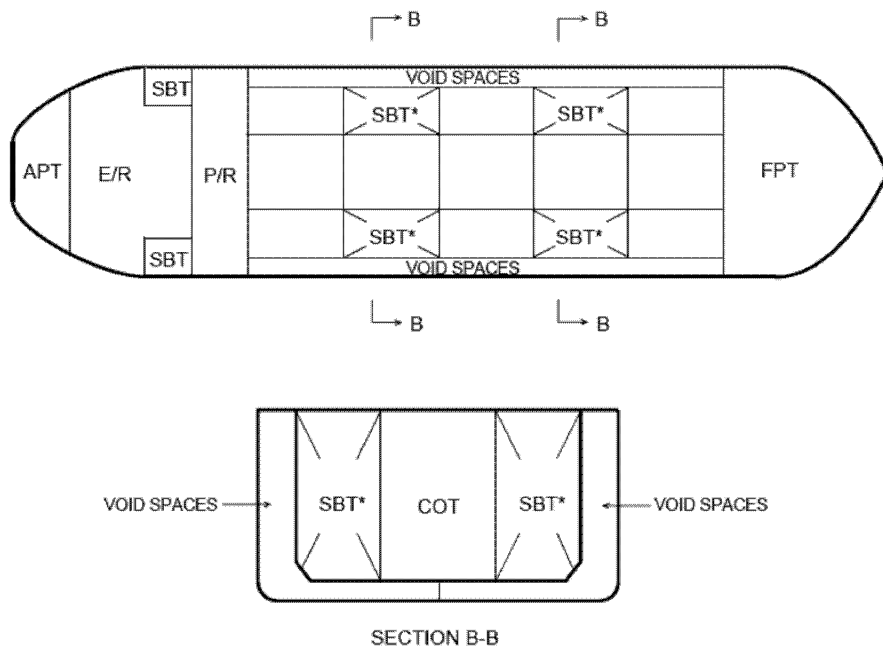 B B
VOID SPACES
SBT
SBT* SBT*
APT E/R P/R FPT
SBT* SBT*
SBT
VOID SPACES
B B
VOID SPACES SBT* COT SBT* VOID SPACES
SECTION B-B